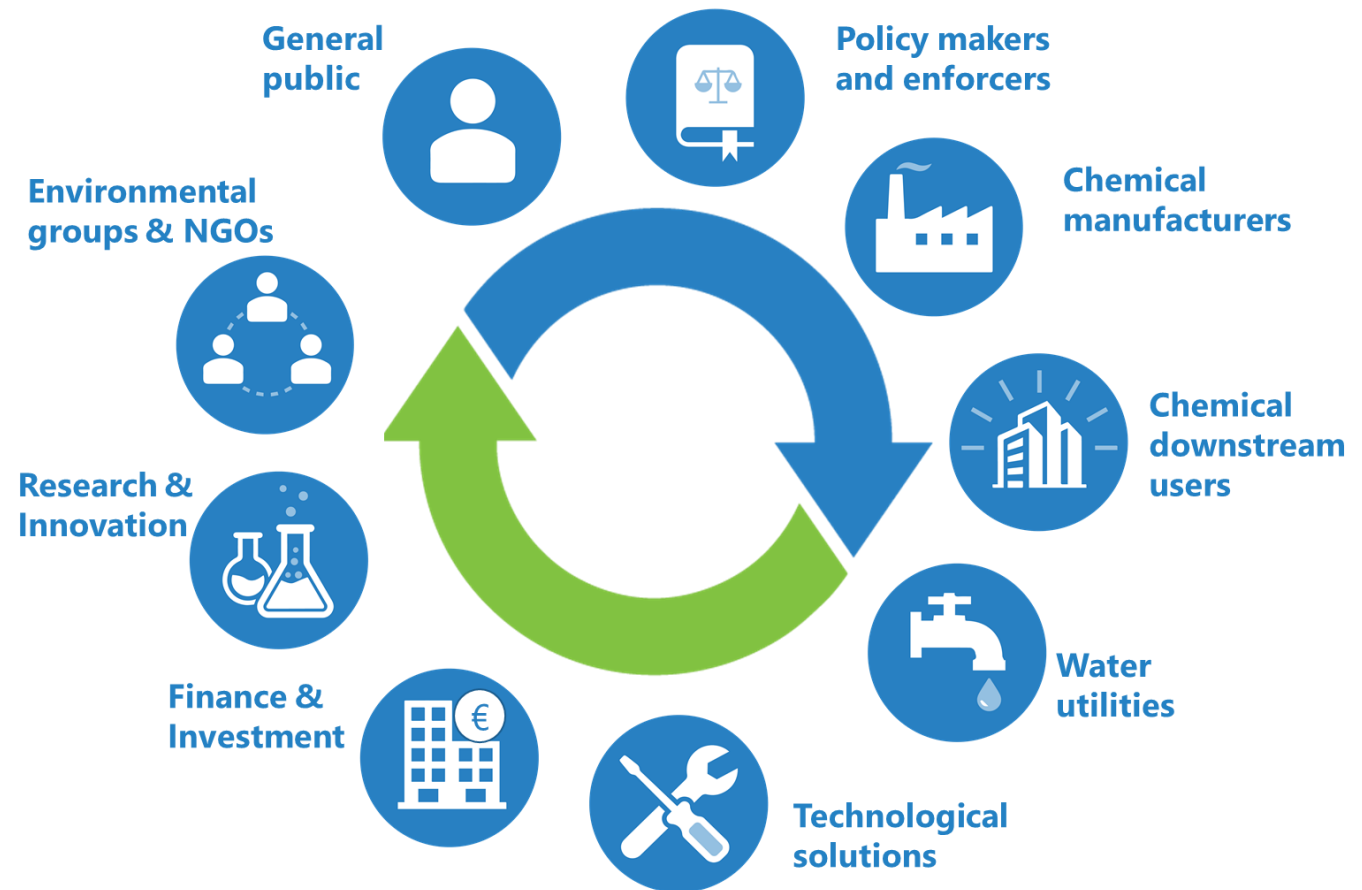 General
public
Policy makers
and enforcers
Chemical
manufacturers
Environmental
groups & NGOs
Chemical
downstream
users
Research &
Innovation
Water
utilities
Finance &
Investment
€
Technological
solutions